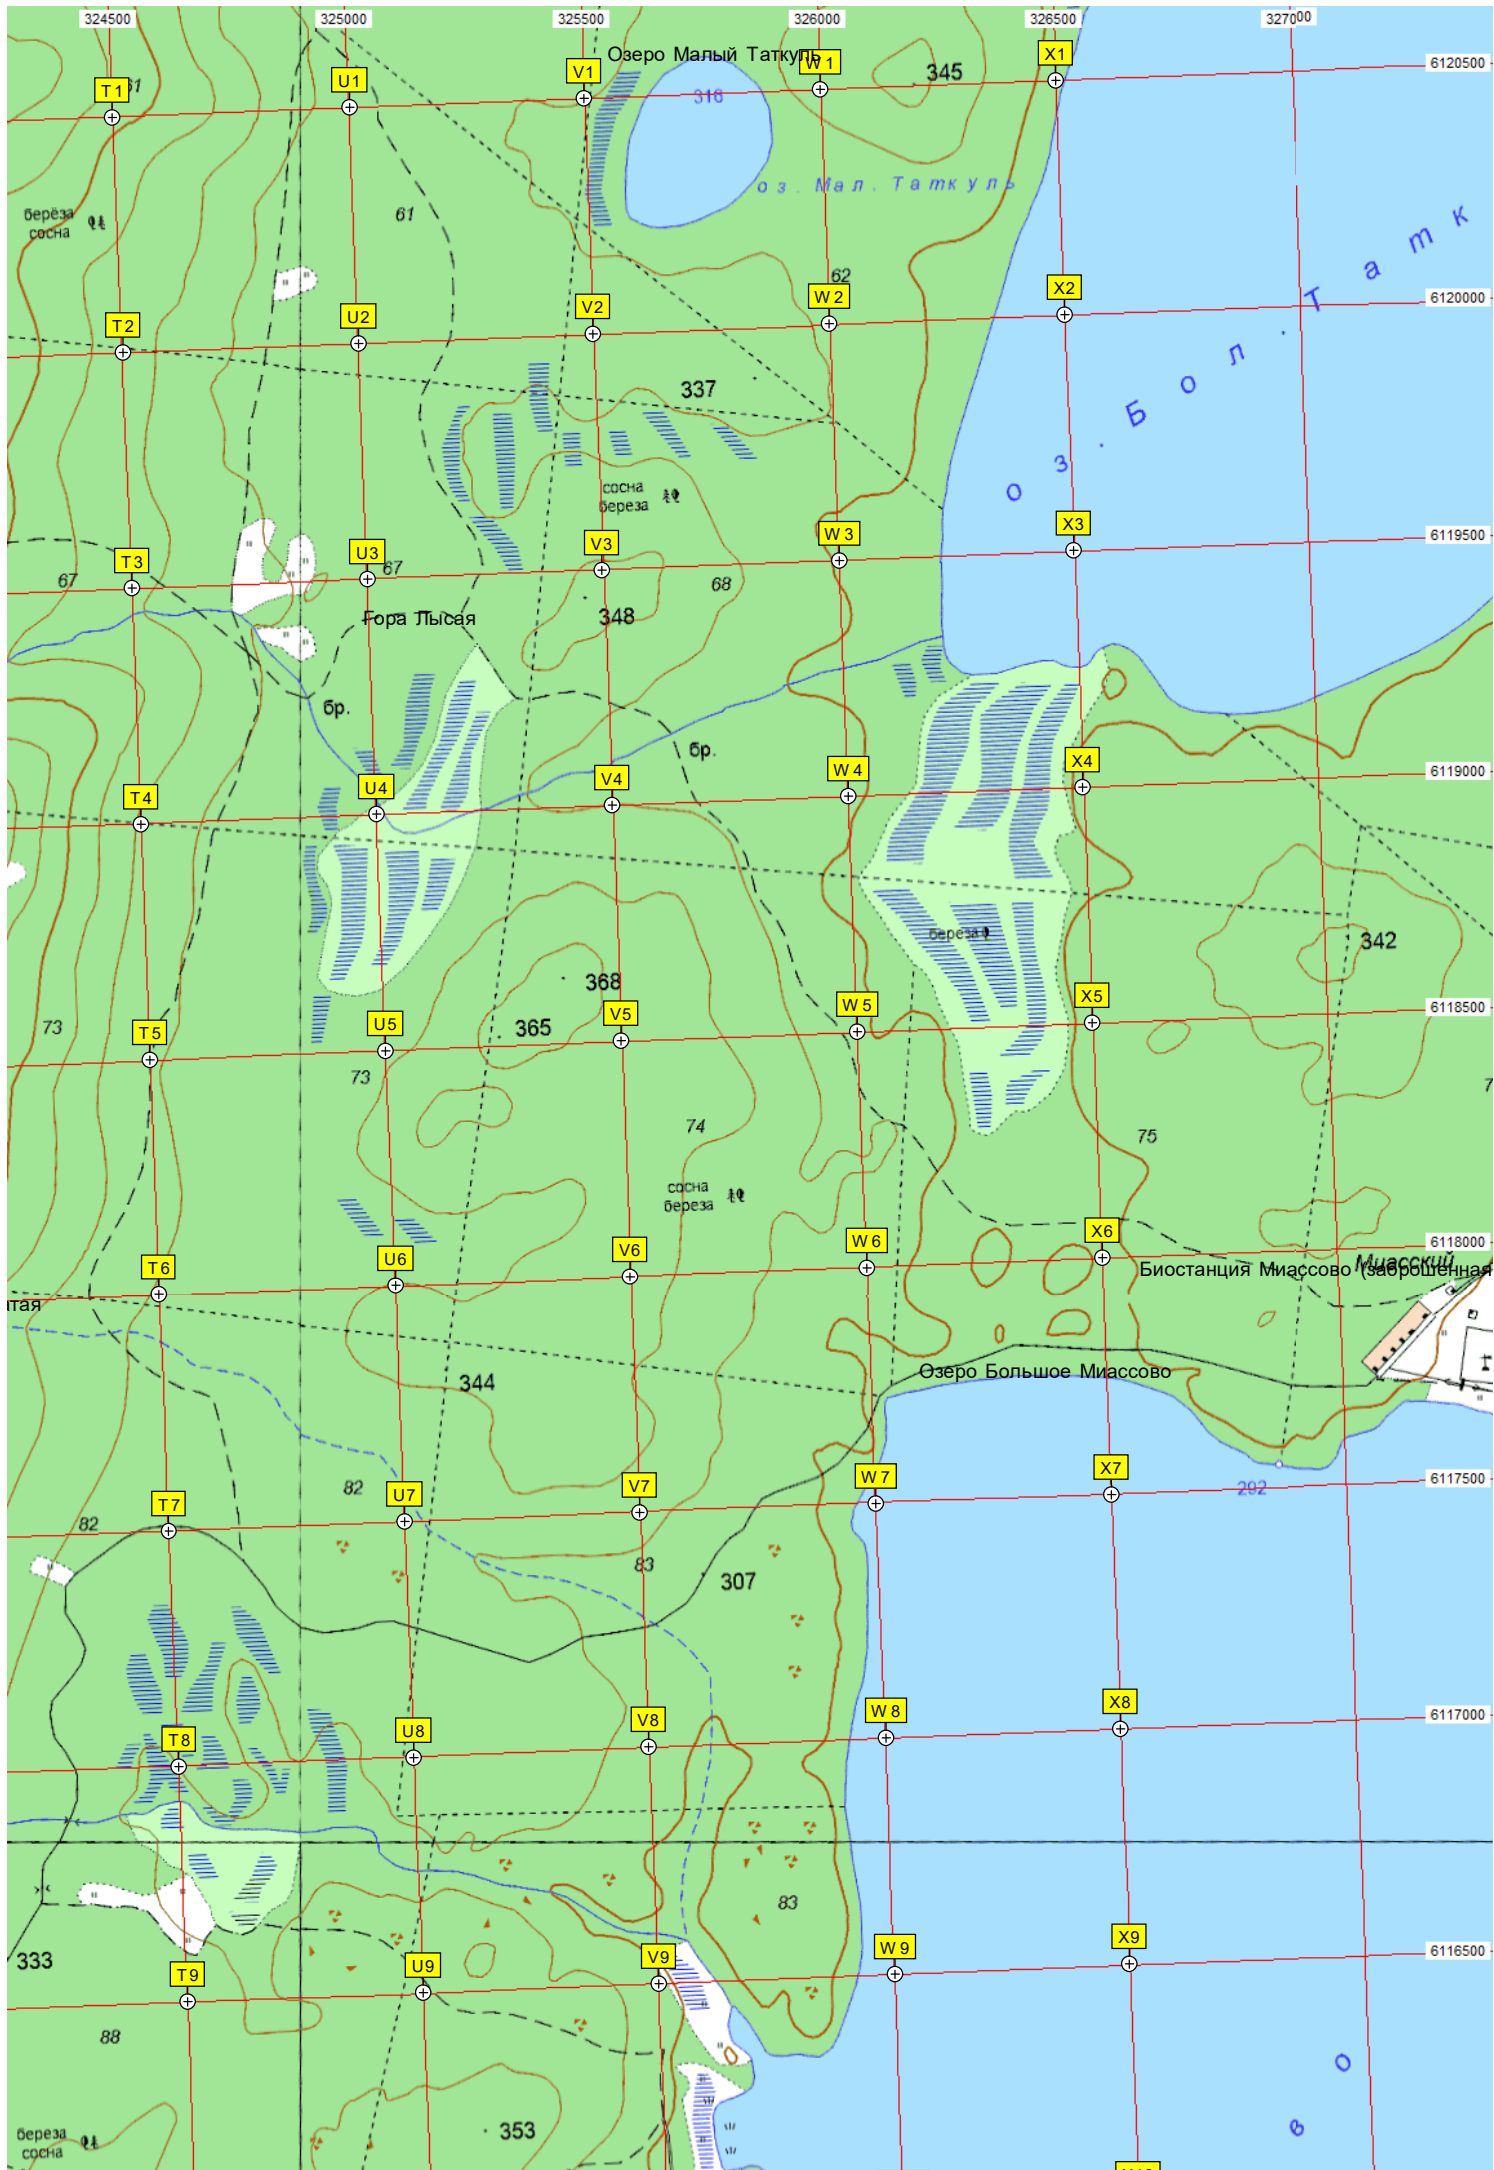 324500 325000 325500 326000 326500 327000
Озеро Малый Таткуль
6120500
T1 61 U1 V1 W1 X1
345
316
оз. Мал. Таткуль
61
берёза
сосна
62
оз. Бол. Татк
6120000
T2 U2 V2 W2 X2
337
сосна
береза
6119500
T3 U3 V3 W3 X3
67
67
68
348
Гора Лысая
бр.
бр.
6119000
T4 U4 V4 W4 X4
береза
342
368
365
6118500
T5 U5 V5 W5 X5
73
73
74
75
7
сосна
береза
6118000
T6 U6 V6 W6 X6
Миасский
Биостанция Миассово (заброшенная
тая
Озеро Большое Миассово
344
6117500
T7 U7 V7 W7 X7
292
82
82
83
307
6117000
T8 U8 V8 W8 X8
83
6116500
T9 U9 V9 W9 X9
333
88
353
береза
сосна
о
в